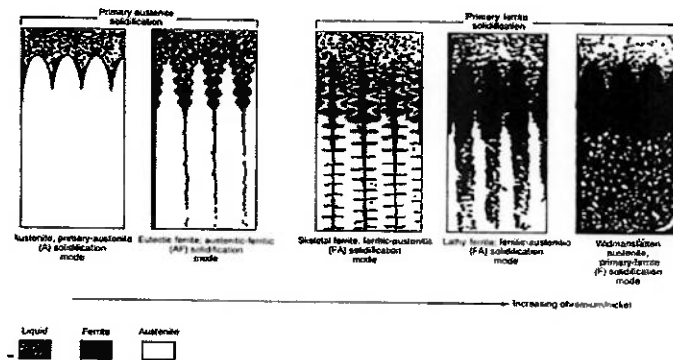 Primary austenite
solidification
Primary ferrite
solidification
Austenite, primary-austenite
(A) solidification
mode
Eutectic ferrite, austenitic-ferritic
(AF) solidification
mode
Skeletal ferrite, ferritic-austenitic
(FA) solidification
mode
Lathy ferrite, ferritic-austenitic
(FA) solidification
mode
Widmanstätten
austenite,
primary-ferrite
(F) solidification
mode
Increasing chromium/nickel
Liquid
Ferrite
Austenite